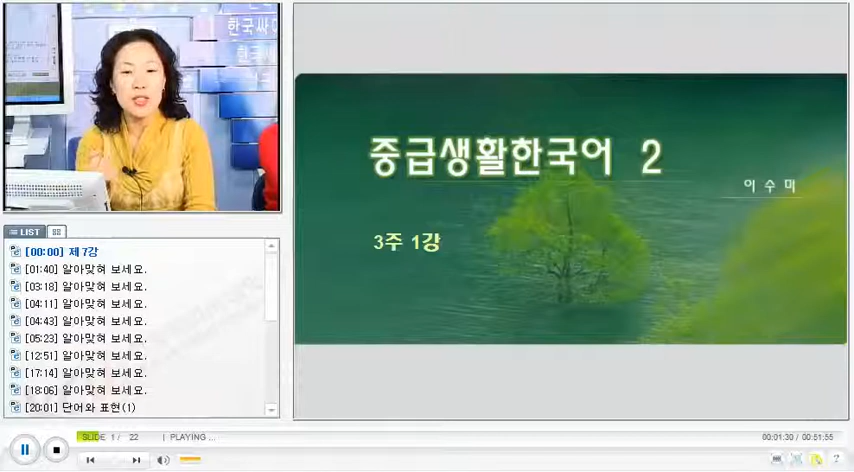 한국싸이
중급생활한국어 2
이 수 미
3주 1강
LIST
[00:00] 제 7강
[01:40] 알아맞혀 보세요.
[03:18] 알아맞혀 보세요.
[04:11] 알아맞혀 보세요.
[04:43] 알아맞혀 보세요.
[05:23] 알아맞혀 보세요.
[12:51] 알아맞혀 보세요.
[17:14] 알아맞혀 보세요.
[18:06] 알아맞혀 보세요.
[20:01] 단어와 표현(1)
SLIDE 1 / 22 | PLAYING ...
00:01:30 / 00:51:55